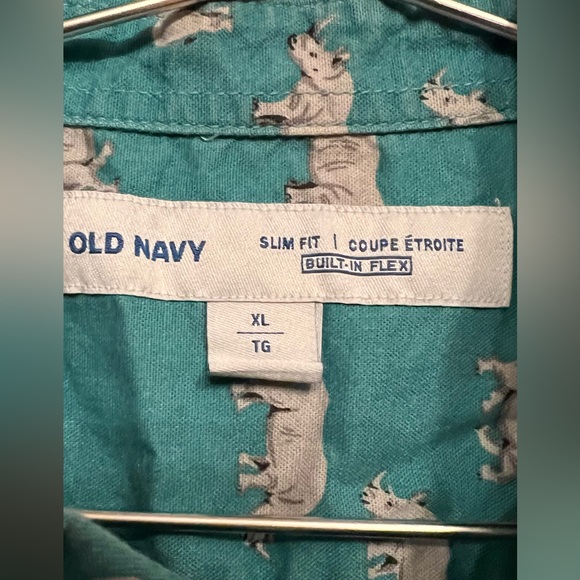 OLD NAVY
SLIM FIT | COUPE ÉTROITE
BUILT-IN FLEX
XL
TG